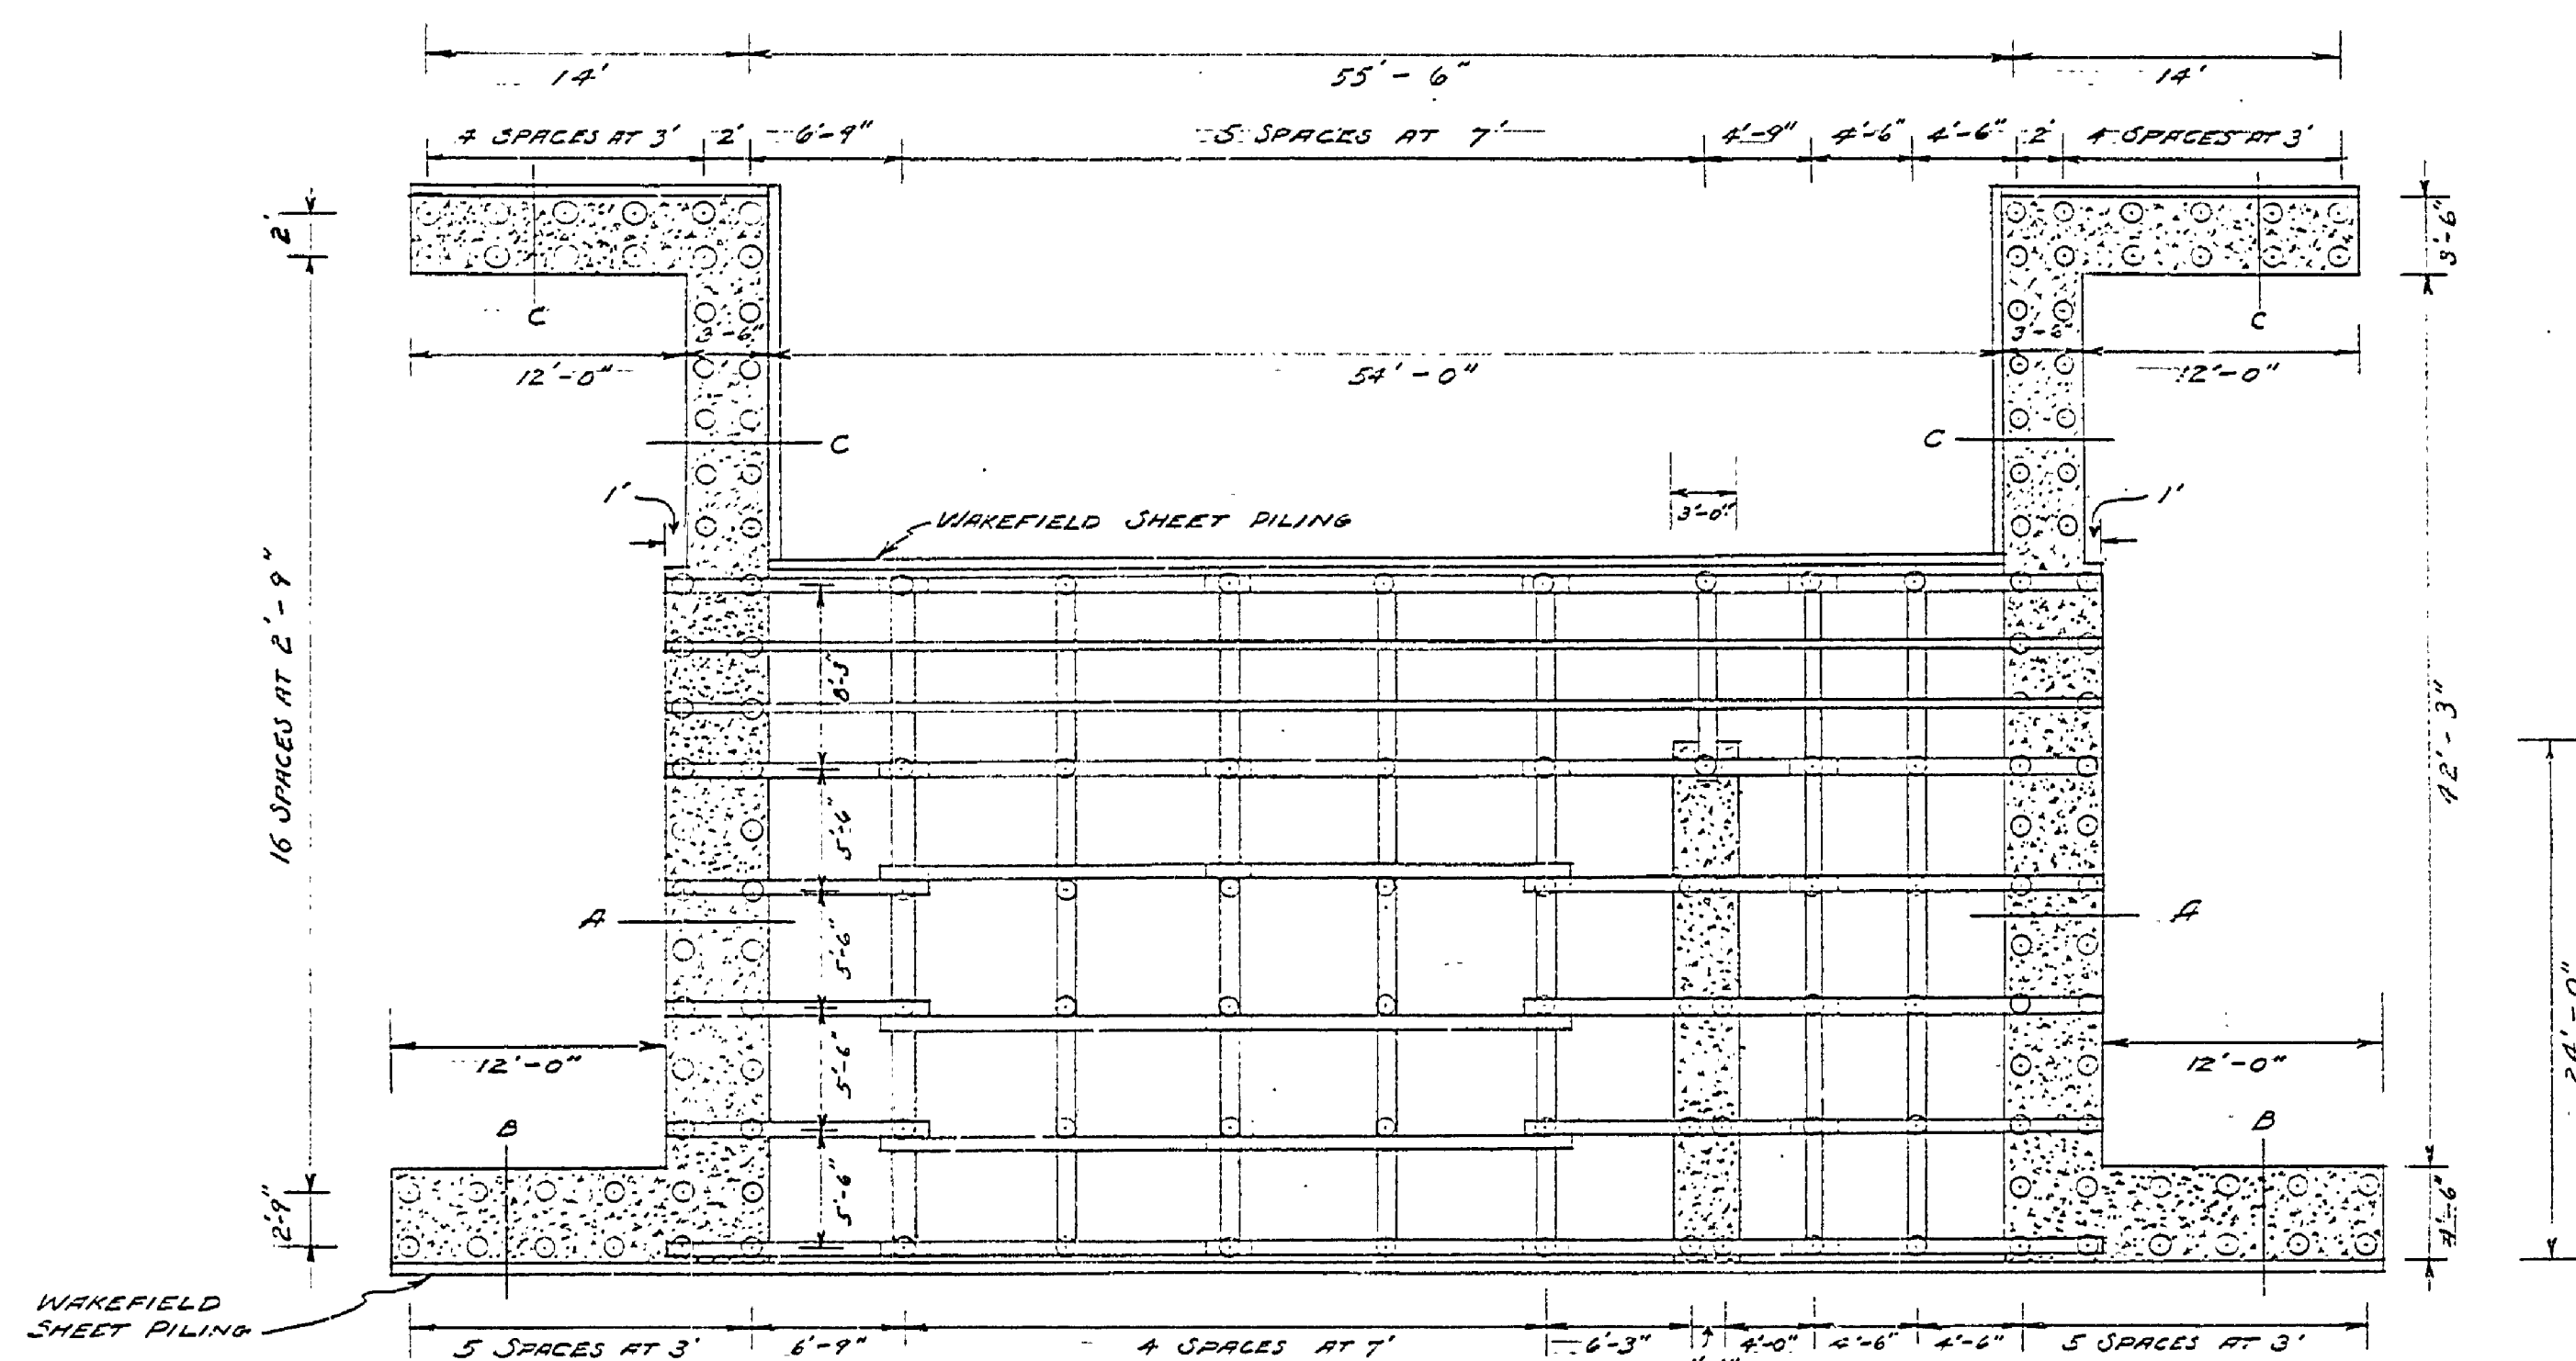 14'
55'-6"
14'
4 SPACES AT 3'
2'
6'-9"
5 SPACES AT 7'
4'-9"
4'-6"
4'-6"
2'
4 SPACES AT 3'
2'
3'-6"
C
C
3'-6"
3'-6"
12'-0"
54'-0"
12'-0"
C
C
1'
1'
WAKEFIELD SHEET PILING
3'-0"
16 SPACES AT 2'-9"
8'-3"
42'-3"
5'-6"
A
A
5'-6"
24'-0"
12'-0"
5'-6"
12'-0"
B
B
2'-9"
5'-6"
4'-6"
WAKEFIELD
SHEET PILING
5 SPACES AT 3'
6'-9"
4 SPACES AT 7'
6'-3"
4'-0"
4'-6"
4'-6"
5 SPACES AT 3'